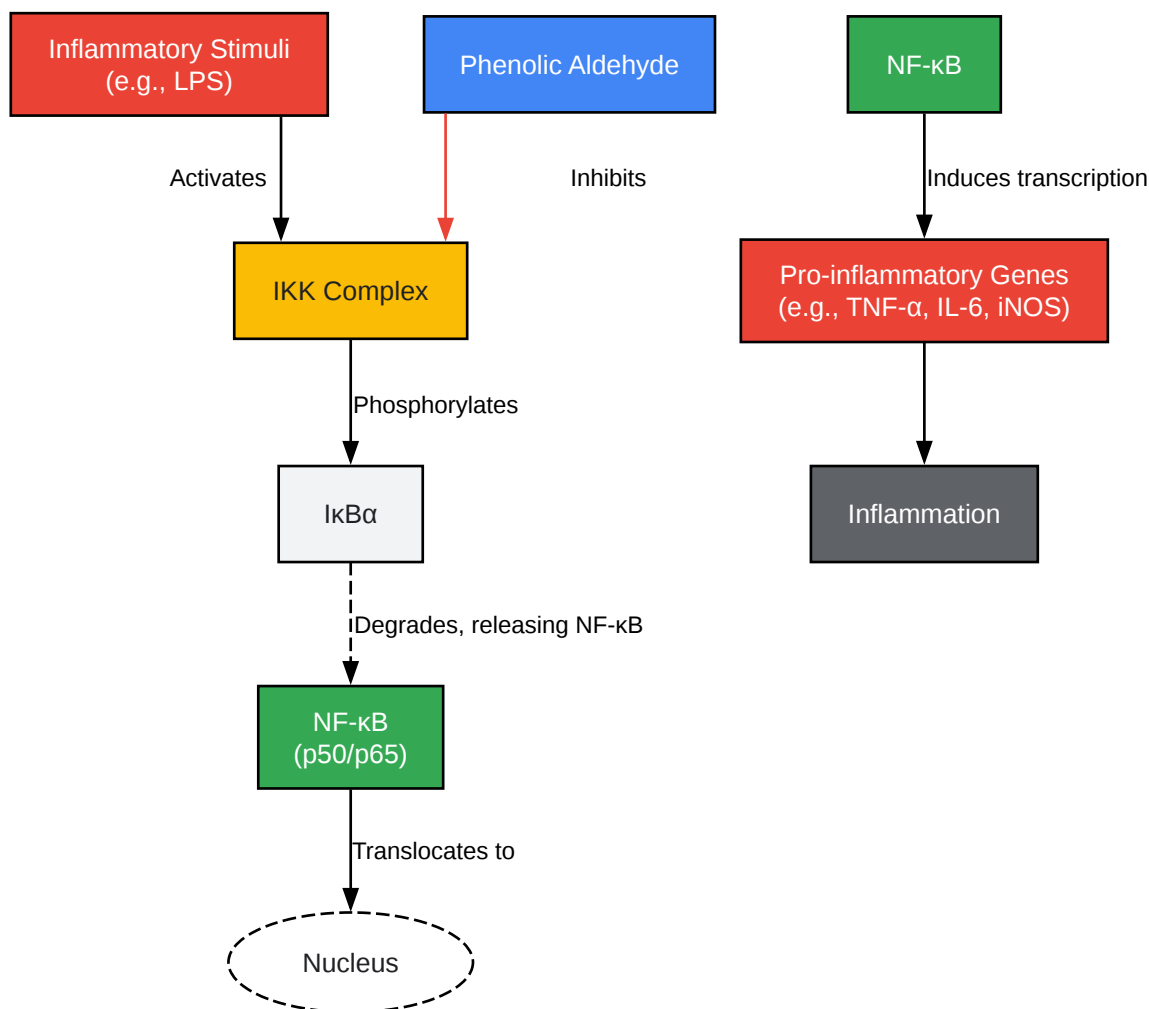 Inflammatory Stimuli
(e.g., LPS)
Phenolic Aldehyde
NF-κB
Activates
Inhibits
Induces transcription
IKK Complex
Pro-inflammatory Genes
(e.g., TNF-α, IL-6, iNOS)
Phosphorylates
IκBα
Inflammation
Degrades, releasing NF-κB
NF-κB
(p50/p65)
Translocates to
Nucleus